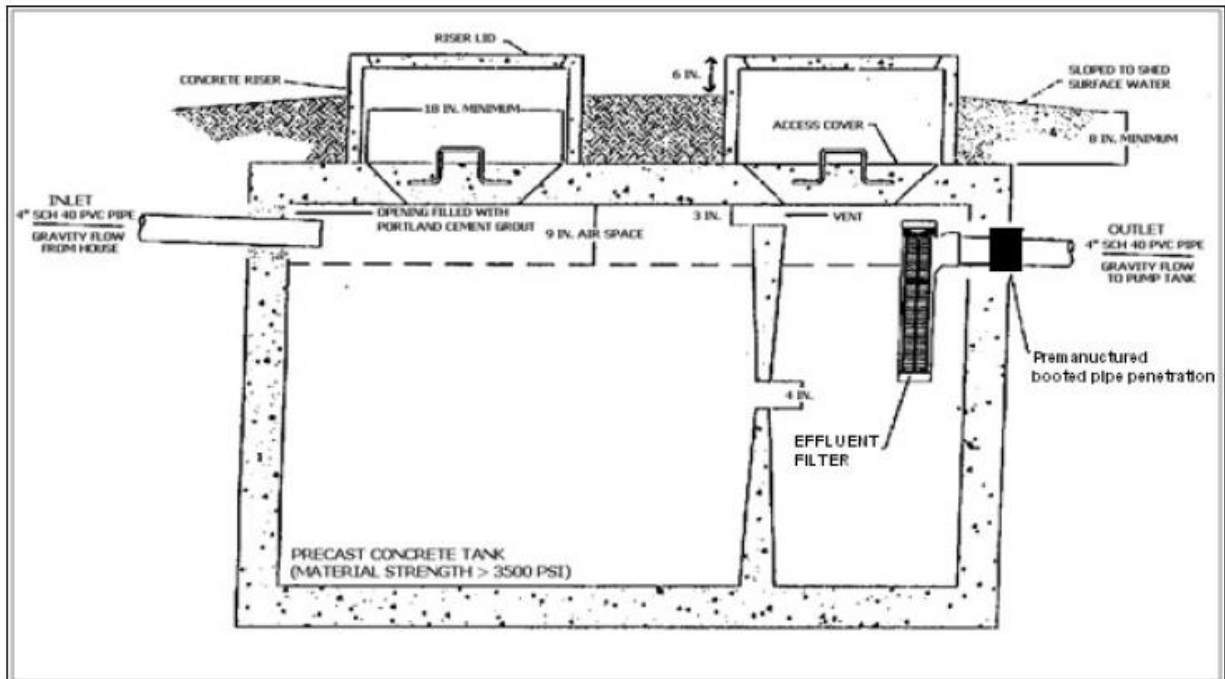 RISER LID
CONCRETE RISER
6 IN.
SLOPED TO SHED
SURFACE WATER
18 IN. MINIMUM
ACCESS COVER
8 IN. MINIMUM
INLET
4" SCH 40 PVC PIPE
GRAVITY FLOW
FROM HOUSE
OPENING FILLED WITH
PORTLAND CEMENT GROUT
9 IN. AIR SPACE
3 IN.
VENT
OUTLET
4" SCH 40 PVC PIPE
GRAVITY FLOW
TO PUMP TANK
Premanuctured
booted pipe penetration
4 IN.
EFFLUENT
FILTER
PRECAST CONCRETE TANK
(MATERIAL STRENGTH > 3500 PSI)